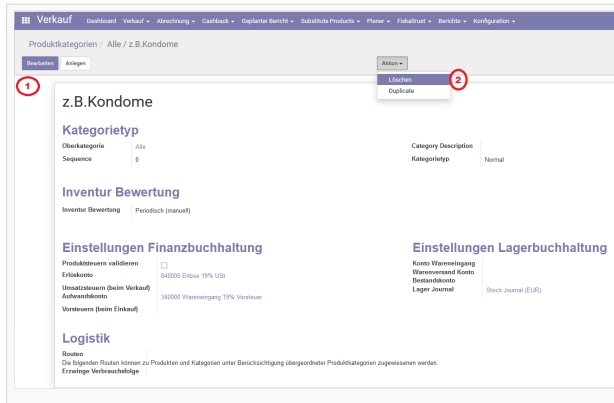 Verkauf Dashboard Verkauf Abrechnung Cashback Geplanter Bericht Substitute Products Planer Fiskaltrust Berichte Konfiguration
Produktkategorien / Alle / z.B.Kondome
Bearbeiten Anlegen Aktion
1
Löschen 2
Duplicate
z.B.Kondome
Kategorietyp
Oberkategorie Alle Category Description
Sequence 0 Kategorietyp Normal
Inventur Bewertung
Inventur Bewertung Periodisch (manuell)
Einstellungen Finanzbuchhaltung Einstellungen Lagerbuchhaltung
Produktsteuern validieren Konto Wareneingang
Erlöskonto 840000 Erlöse 19% USt Warenversand Konto
Bestandskonto
Umsatzsteuern (beim Verkauf) Lager Journal Stock Journal (EUR)
Aufwandskonto 340000 Wareneingang 19% Vorsteuer
Vorsteuern (beim Einkauf)
Logistik
Routen
Die folgenden Routen können zu Produkten und Kategorien unter Berücksichtigung übergeordneter Produktkategorien zugewiesenen werden.
Erzwinge Verbrauchsfolge